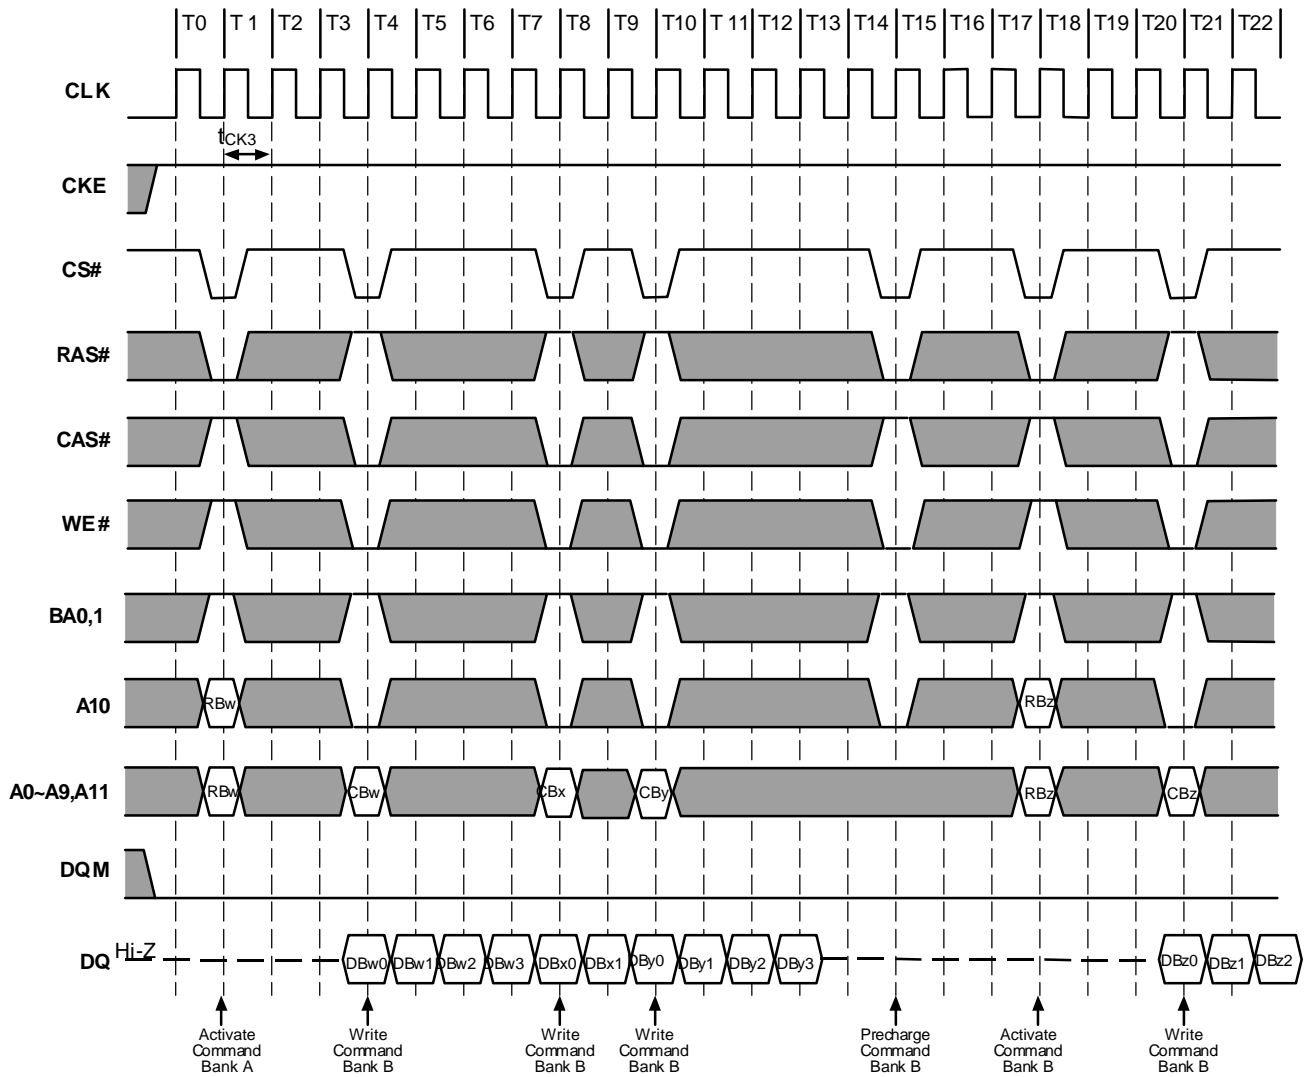 T0 T1 T2 T3 T4 T5 T6 T7 T8 T9 T10 T11 T12 T13 T14 T15 T16 T17 T18 T19 T20 T21 T22
CLK
tCK3
CKE
CS#
RAS#
CAS#
WE#
BA0,1
A10 RBw RBz
A0~A9,A11 RBw CBw CBx CBy RBz CBz
DQM
DQ Hi-Z DBw0 DBw1 DBw2 DBw3 DBx0 DBx1 DBy0 DBy1 DBy2 DBy3 DBz0 DBz1 DBz2
Activate
Command
Bank A
Write
Command
Bank B
Write
Command
Bank B
Write
Command
Bank B
Precharge
Command
Bank B
Activate
Command
Bank B
Write
Command
Bank B